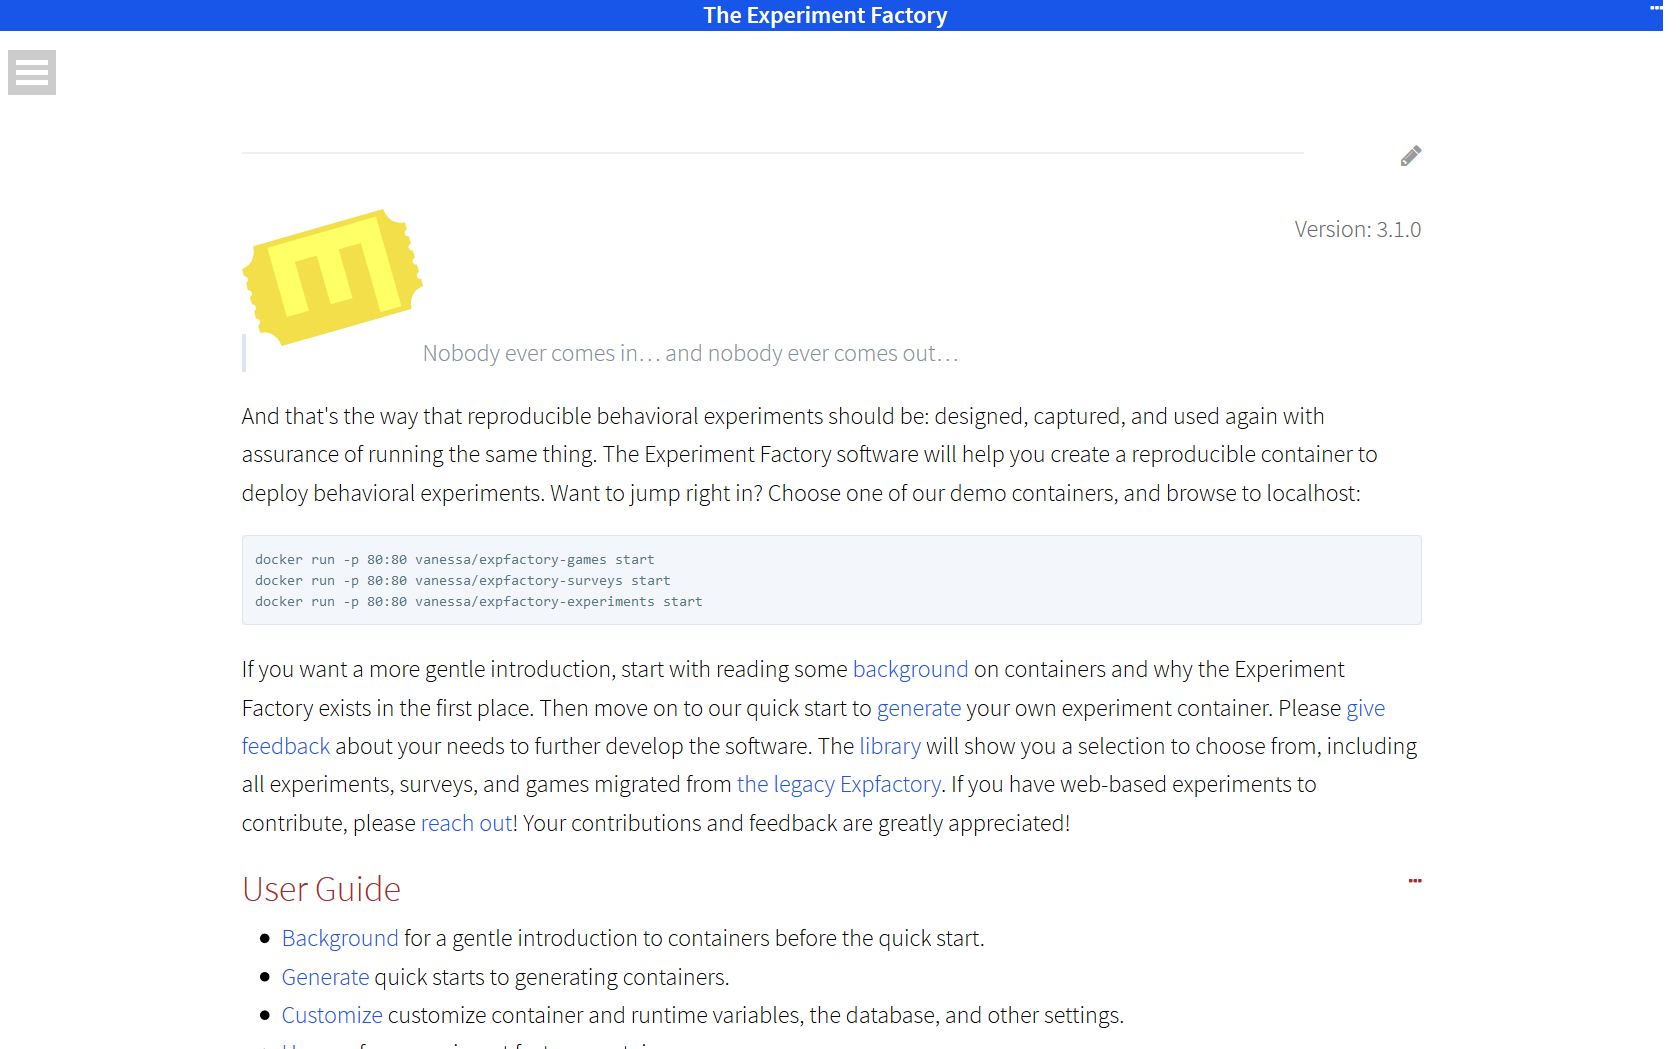 The Experiment Factory
Version: 3.1.0
Nobody ever comes in… and nobody ever comes out…
And that's the way that reproducible behavioral experiments should be: designed, captured, and used again with
assurance of running the same thing. The Experiment Factory software will help you create a reproducible container to
deploy behavioral experiments. Want to jump right in? Choose one of our demo containers, and browse to localhost:
docker run -p 80:80 vanessa/expfactory-games start
docker run -p 80:80 vanessa/expfactory-surveys start
docker run -p 80:80 vanessa/expfactory-experiments start
If you want a more gentle introduction, start with reading some background on containers and why the Experiment
Factory exists in the first place. Then move on to our quick start to generate your own experiment container. Please give
feedback about your needs to further develop the software. The library will show you a selection to choose from, including
all experiments, surveys, and games migrated from the legacy Expfactory. If you have web-based experiments to
contribute, please reach out! Your contributions and feedback are greatly appreciated!
User Guide
Background for a gentle introduction to containers before the quick start.
Generate quick starts to generating containers.
Customize customize container and runtime variables, the database, and other settings.